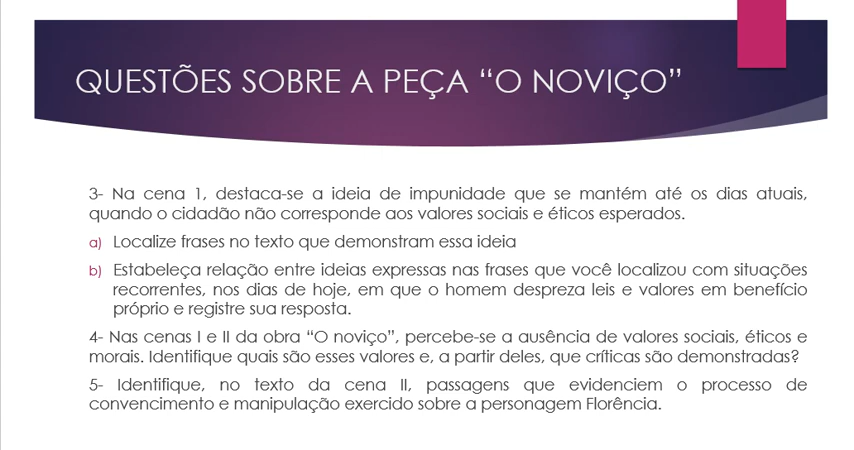 QUESTÕES SOBRE A PEÇA “O NOVIÇO”
3- Na cena 1, destaca-se a ideia de impunidade que se mantém até os dias atuais,
quando o cidadão não corresponde aos valores sociais e éticos esperados.
a) Localize frases no texto que demonstram essa ideia
b) Estabeleça relação entre ideias expressas nas frases que você localizou com situações
recorrentes, nos dias de hoje, em que o homem despreza leis e valores em benefício
próprio e registre sua resposta.
4- Nas cenas I e II da obra “O noviço”, percebe-se a ausência de valores sociais, éticos e
morais. Identifique quais são esses valores e, a partir deles, que críticas são demonstradas?
5- Identifique, no texto da cena II, passagens que evidenciem o processo de
convencimento e manipulação exercido sobre a personagem Florência.